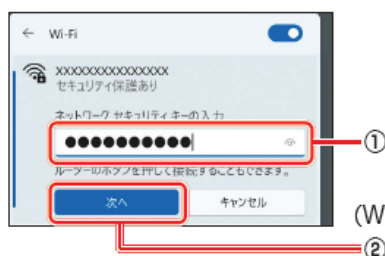 ← Wi-Fi
XXXXXXXXXXXXXXX
セキュリティ保護あり
ネットワーク セキュリティ キーの入力
●●●●●●●●●●
①
ルーターのボタンを押して接続することもできます。
次へ
キャンセル
(W
②